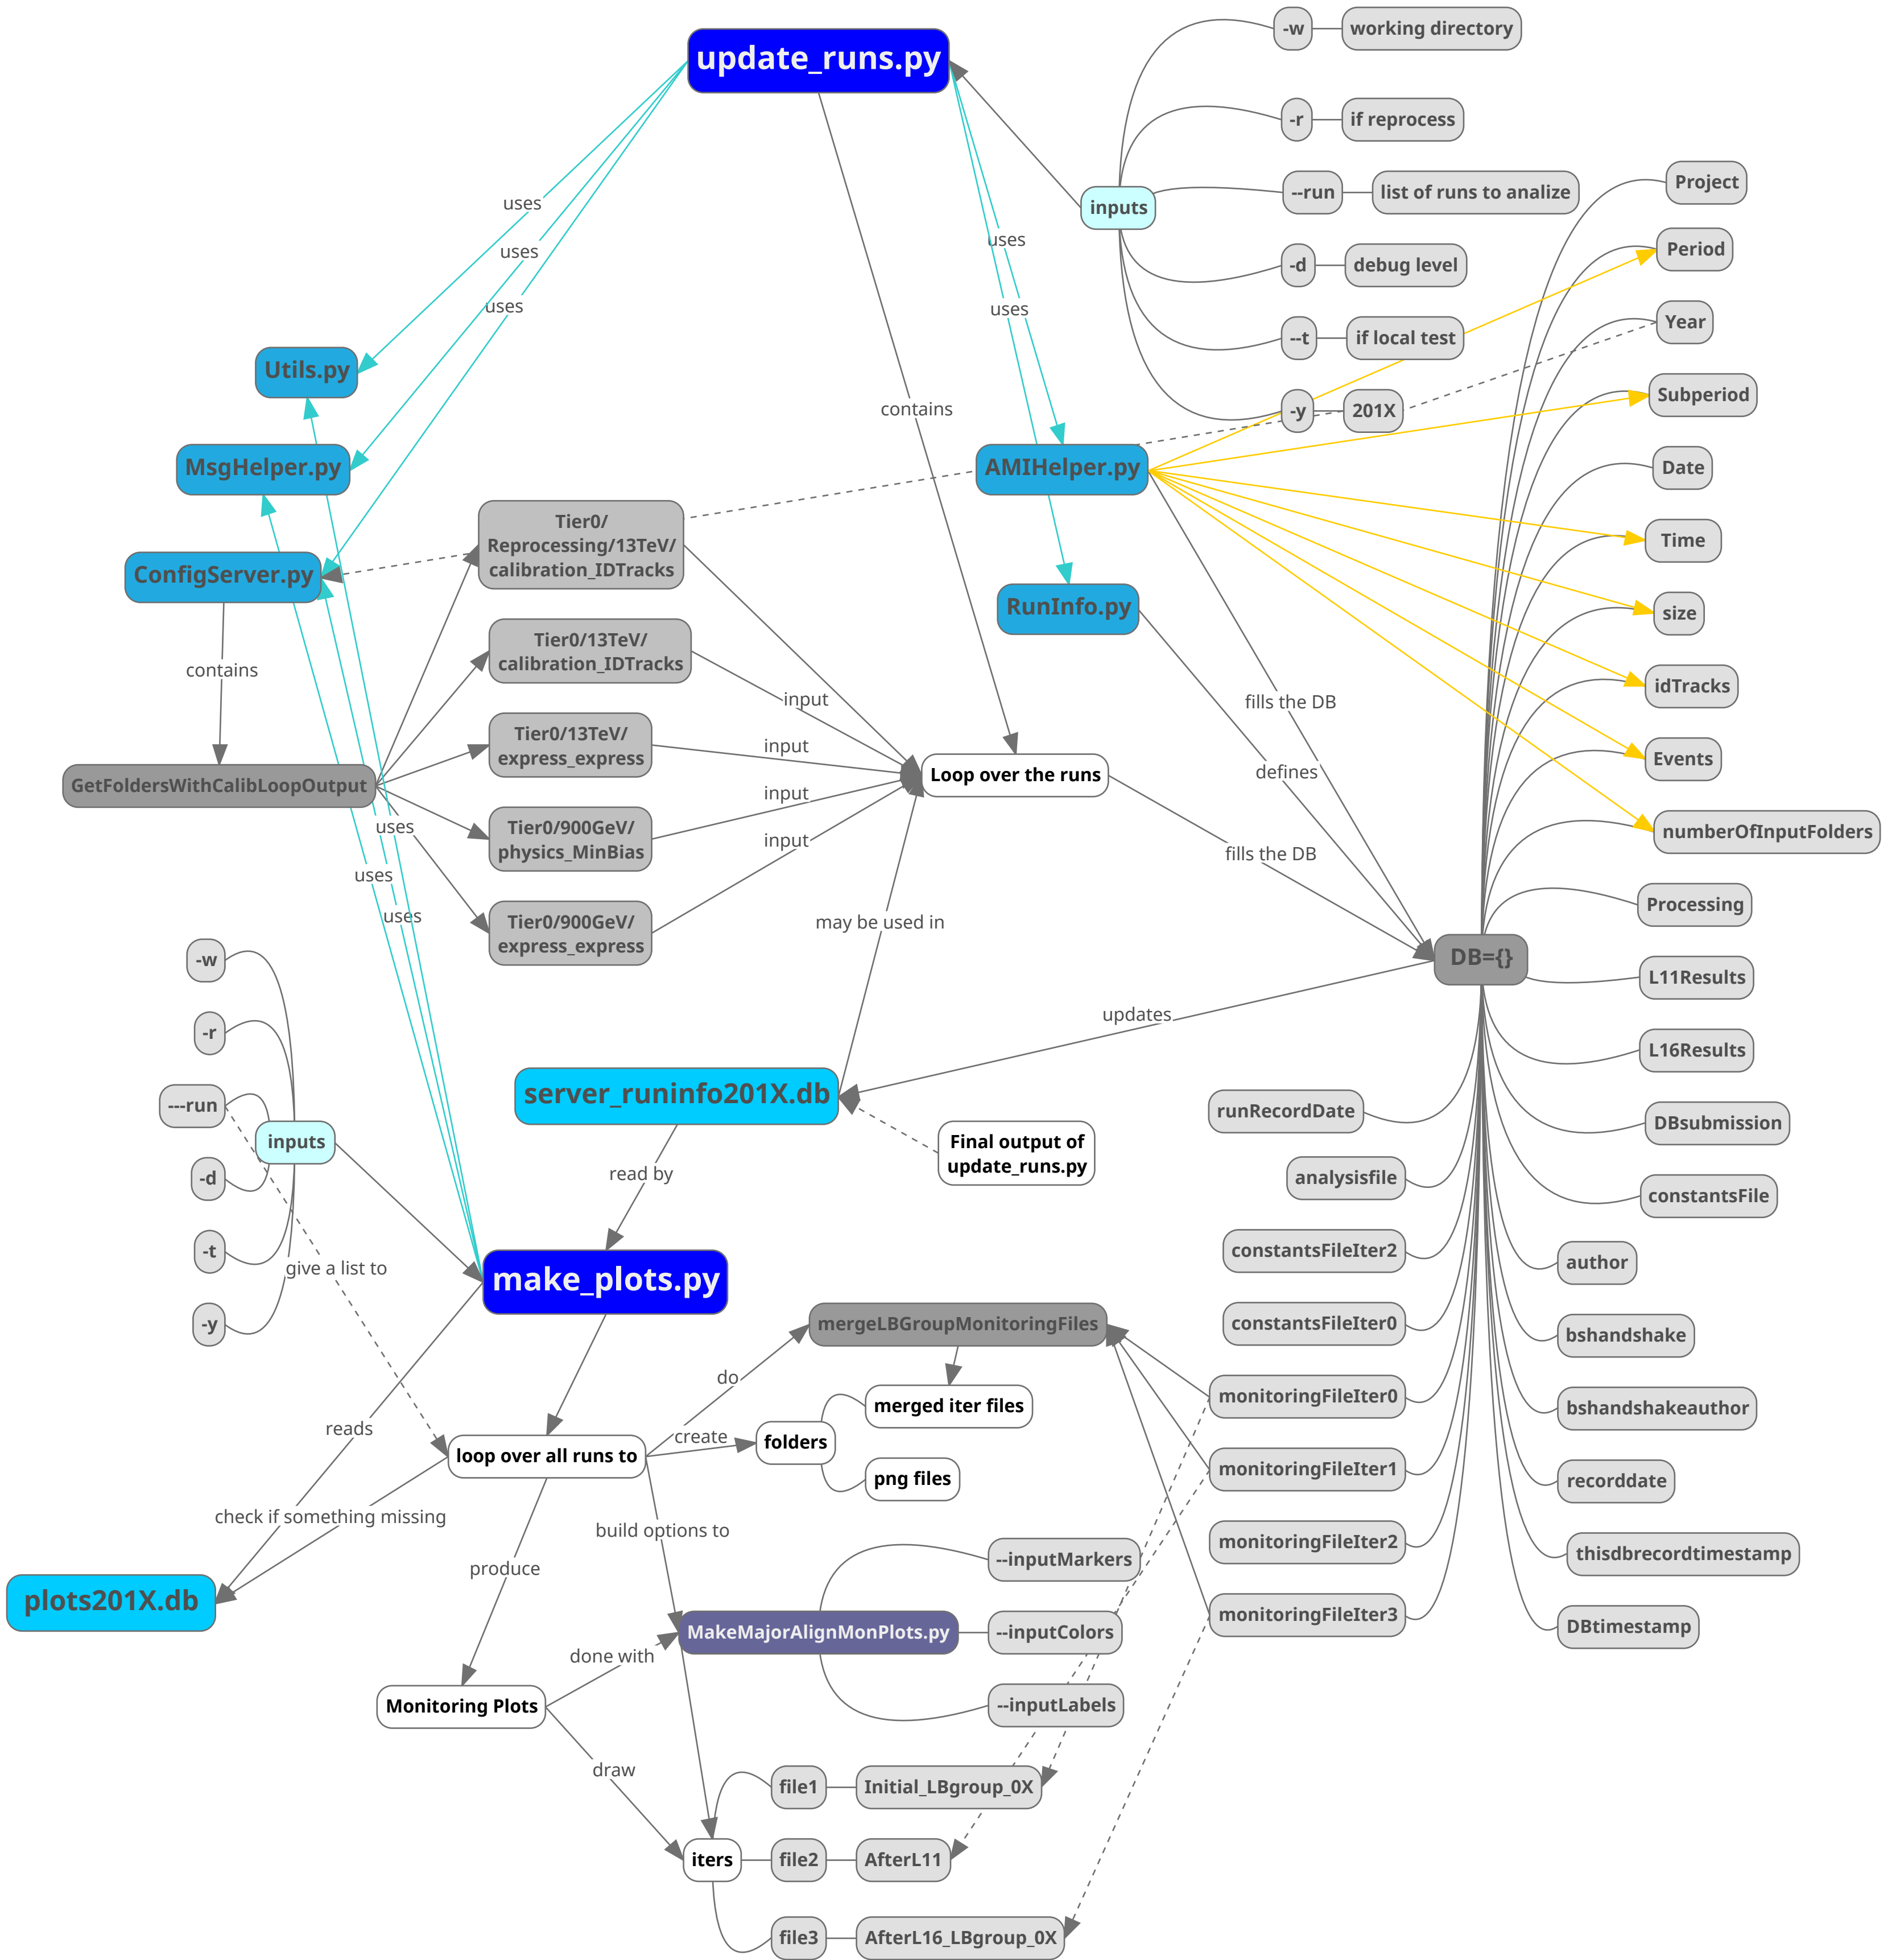 update_runs.py
-w
working directory
-r
if reprocess
inputs
--run
list of runs to analize
-d
debug level
--t
if local test
-y
201X
uses
uses
uses
uses
uses
contains
Utils.py
MsgHelper.py
ConfigServer.py
AMIHelper.py
RunInfo.py
contains
GetFoldersWithCalibLoopOutput
Tier0/
Reprocessing/13TeV/
calibration_IDTracks
Tier0/13TeV/
calibration_IDTracks
Tier0/13TeV/
express_express
Tier0/900GeV/
physics_MinBias
Tier0/900GeV/
express_express
input
input
input
input
Loop over the runs
fills the DB
defines
fills the DB
may be used in
updates
DB={}
Project
Period
Year
Subperiod
Date
Time
size
idTracks
Events
numberOfInputFolders
Processing
L11Results
L16Results
DBsubmission
constantsFile
author
bshandshake
bshandshakeauthor
recorddate
thisdbrecordtimestamp
DBtimestamp
runRecordDate
analysisfile
constantsFileIter2
constantsFileIter0
monitoringFileIter0
monitoringFileIter1
monitoringFileIter2
monitoringFileIter3
uses
uses
uses
-w
-r
---run
inputs
-d
-t
-y
give a list to
server_runinfo201X.db
Final output of
update_runs.py
read by
make_plots.py
reads
check if something missing
plots201X.db
loop over all runs to
do
create
build options to
produce
mergeLBGroupMonitoringFiles
merged iter files
folders
png files
--inputMarkers
MakeMajorAlignMonPlots.py
--inputColors
--inputLabels
done with
Monitoring Plots
draw
iters
file1
Initial_LBgroup_0X
file2
AfterL11
file3
AfterL16_LBgroup_0X